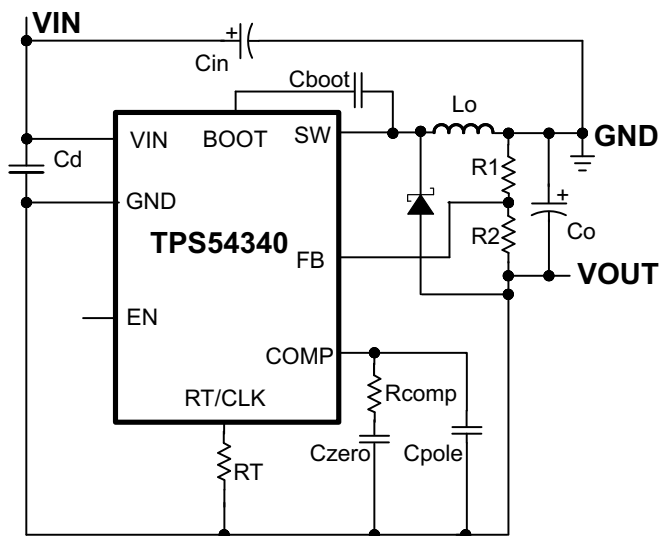 VIN
+
Cin
Cboot
Lo
VIN
BOOT
SW
GND
Cd
R1
GND
+
TPS54340
R2
Co
FB
VOUT
EN
COMP
RT/CLK
Rcomp
Czero
Cpole
RT